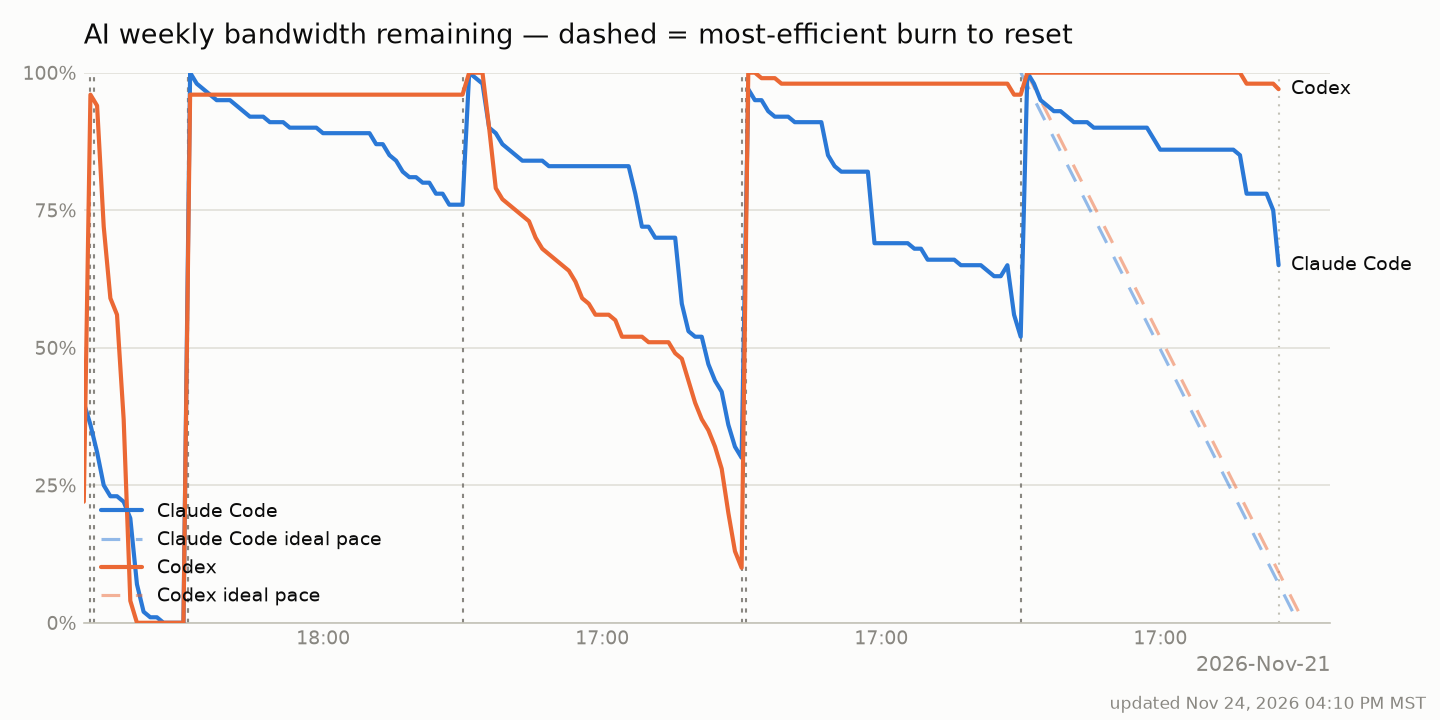 AI weekly bandwidth remaining — dashed = most-efficient burn to reset
100%
75%
50%
25%
0%
Codex
Claude Code
Claude Code
Claude Code ideal pace
Codex
Codex ideal pace
18:00
17:00
17:00
17:00
2026-Nov-21
updated Nov 24, 2026 04:10 PM MST